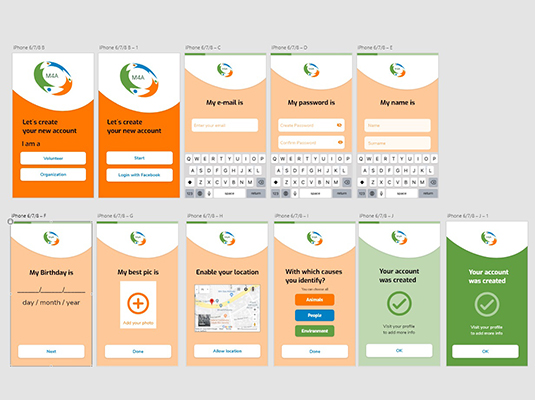 iPhone 6/7/8 B
iPhone 6/7/8 B – 1
iPhone 6/7/8 – C
iPhone 6/7/8 – D
iPhone 6/7/8 – E
M4A
Let's create
your new account
I am a
Volunteer
Organization
M4A
Let's create
your new account
Start
Login with Facebook
My e-mail is
Enter your email
Q W E R T Y U I O P
A S D F G H J K L
Z X C V B N M
123
space
return
My password is
Create Password
Confirm Password
Q W E R T Y U I O P
A S D F G H J K L
Z X C V B N M
123
space
return
My name is
Name
Surname
Q W E R T Y U I O P
A S D F G H J K L
Z X C V B N M
123
space
return
iPhone 6/7/8 – F
iPhone 6/7/8 – G
iPhone 6/7/8 – H
iPhone 6/7/8 – I
iPhone 6/7/8 – J
iPhone 6/7/8 – J – 1
My Birthday is
____/____/____
day / month / year
Next
My best pic is
Add your photo
Done
Enable your location
Allow location
With which causes
you identify?
You can choose all
Animals
People
Environment
Done
Your account
was created
Visit your profile
to add more info
OK
Your account
was created
Visit your profile
to add more info
OK